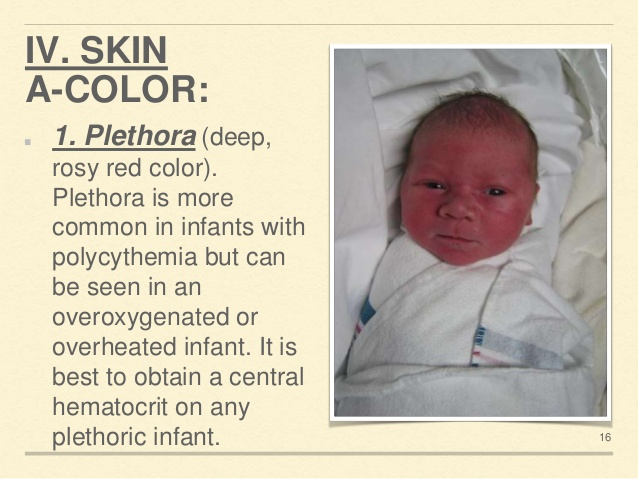 IV. SKIN
A-COLOR:
1. Plethora (deep,
rosy red color).
Plethora is more
common in infants with
polycythemia but can
be seen in an
overoxygenated or
overheated infant. It is
best to obtain a central
hematocrit on any
plethoric infant.
16